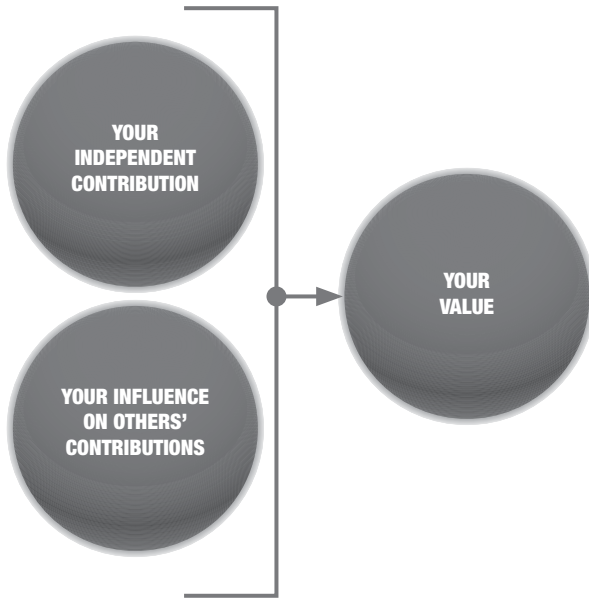 YOUR
INDEPENDENT
CONTRIBUTION
YOUR INFLUENCE
ON OTHERS’
CONTRIBUTIONS
YOUR
VALUE